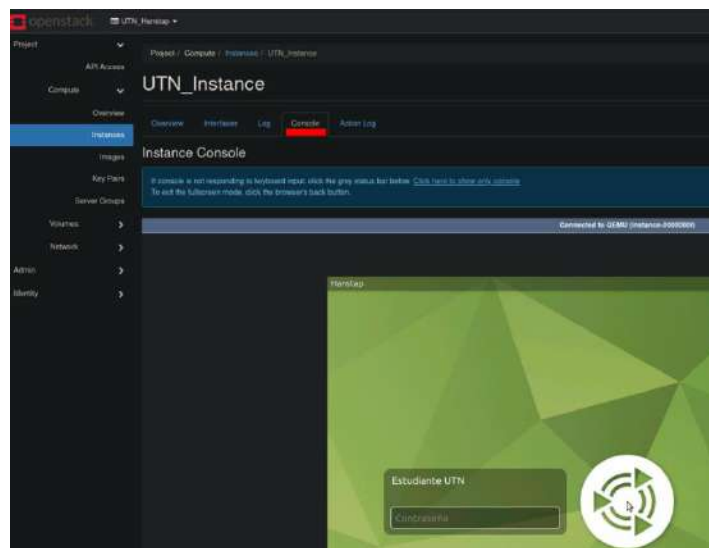 openstack
UTN_Hanstap
Project
API Access
Compute
Overview
Instances
Images
Key Pairs
Server Groups
Volumes
Network
Admin
Identity
Project / Compute / Instances / UTN_Instance
UTN_Instance
Overview Interfaces Log Console Action Log
Instance Console
If console is not responding to keyboard input: click the grey status bar below. Click here to show only console
To exit the fullscreen mode, click the browser's back button.
Connected to QEMU (instance-
Hanstap
Estudiante UTN
Contraseña